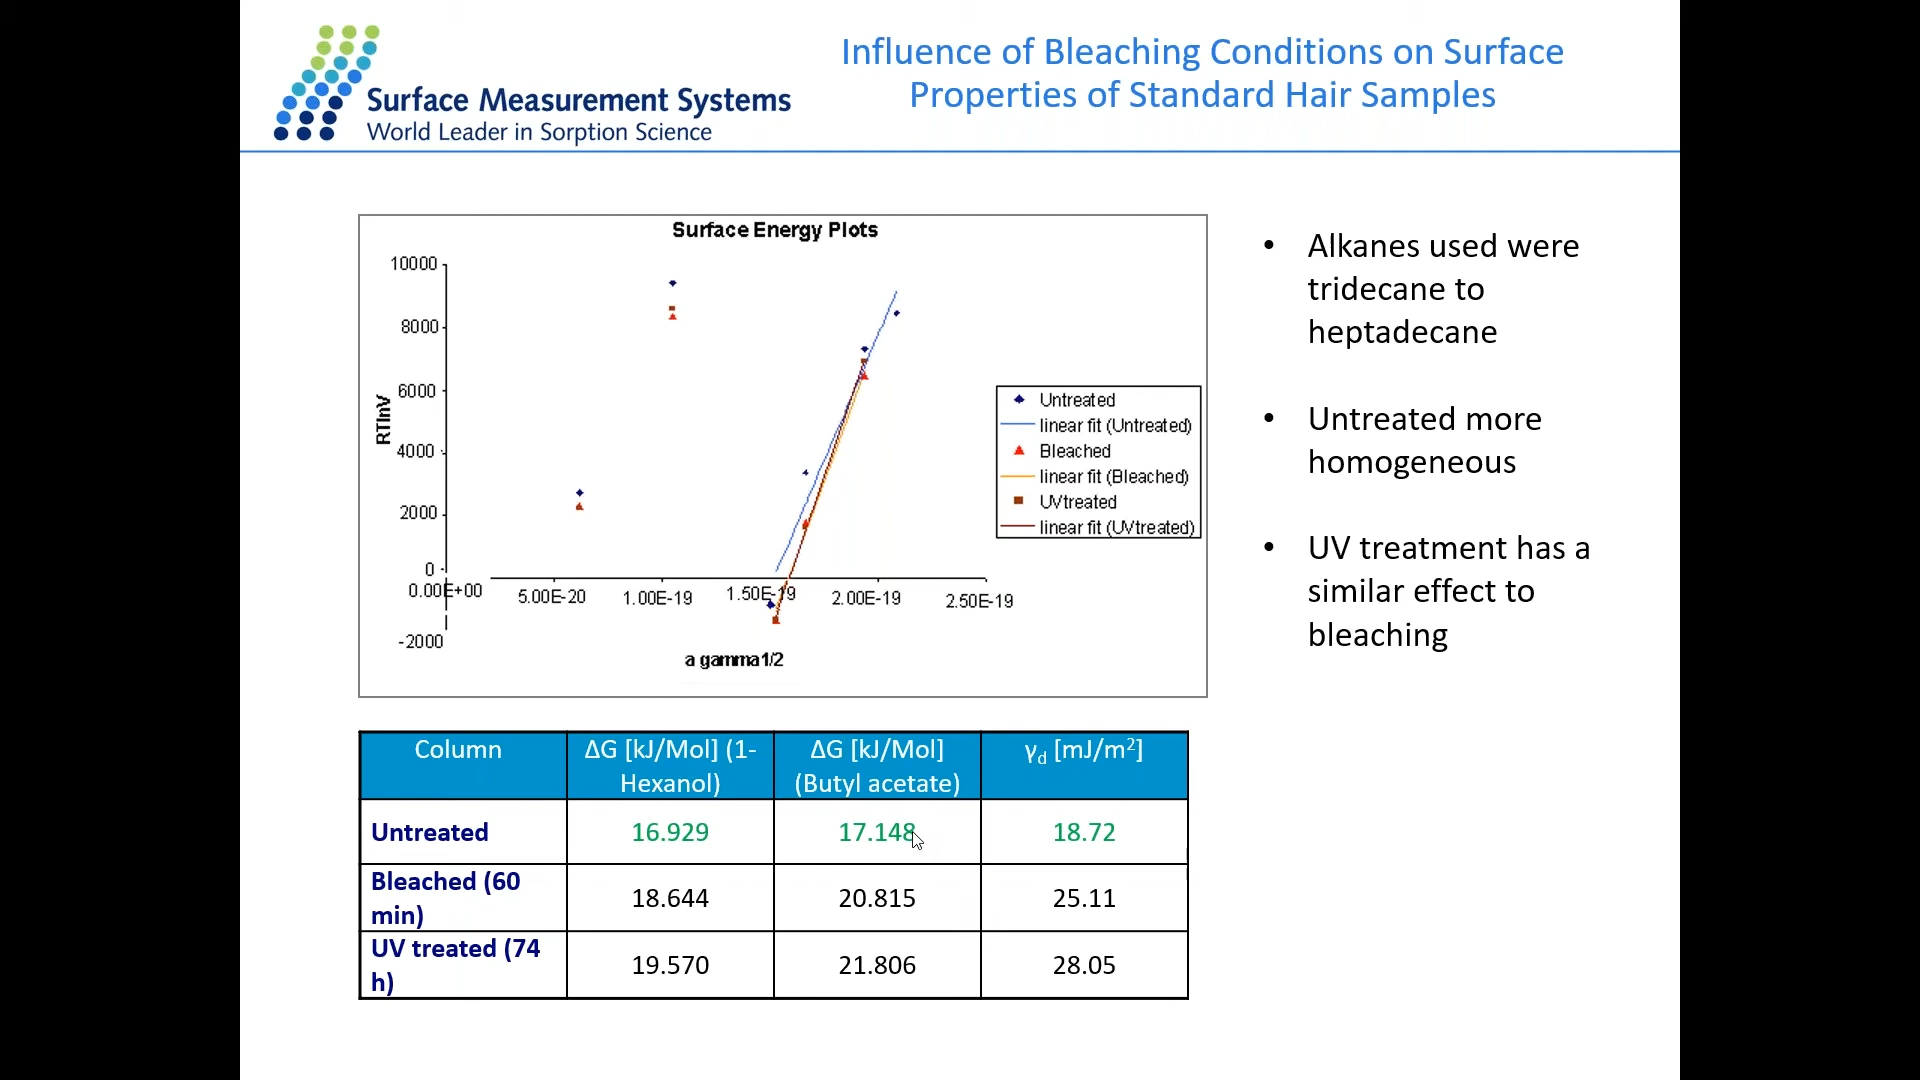 Surface Measurement Systems
World Leader in Sorption Science
Influence of Bleaching Conditions on Surface
Properties of Standard Hair Samples
Surface Energy Plots
10000
8000
6000
4000
2000
0
-2000
RTlnV
0.00E+00
5.00E-20
1.00E-19
1.50E-19
2.00E-19
2.50E-19
a gamma1/2
Untreated
linear fit (Untreated)
Bleached
linear fit (Bleached)
UVtreated
linear fit (UVtreated)
• Alkanes used were
tridecane to
heptadecane
• Untreated more
homogeneous
• UV treatment has a
similar effect to
bleaching
Column
ΔG [kJ/Mol] (1-
Hexanol)
ΔG [kJ/Mol]
(Butyl acetate)
γd [mJ/m²]
Untreated
16.929
17.148
18.72
Bleached (60
min)
18.644
20.815
25.11
UV treated (74
h)
19.570
21.806
28.05